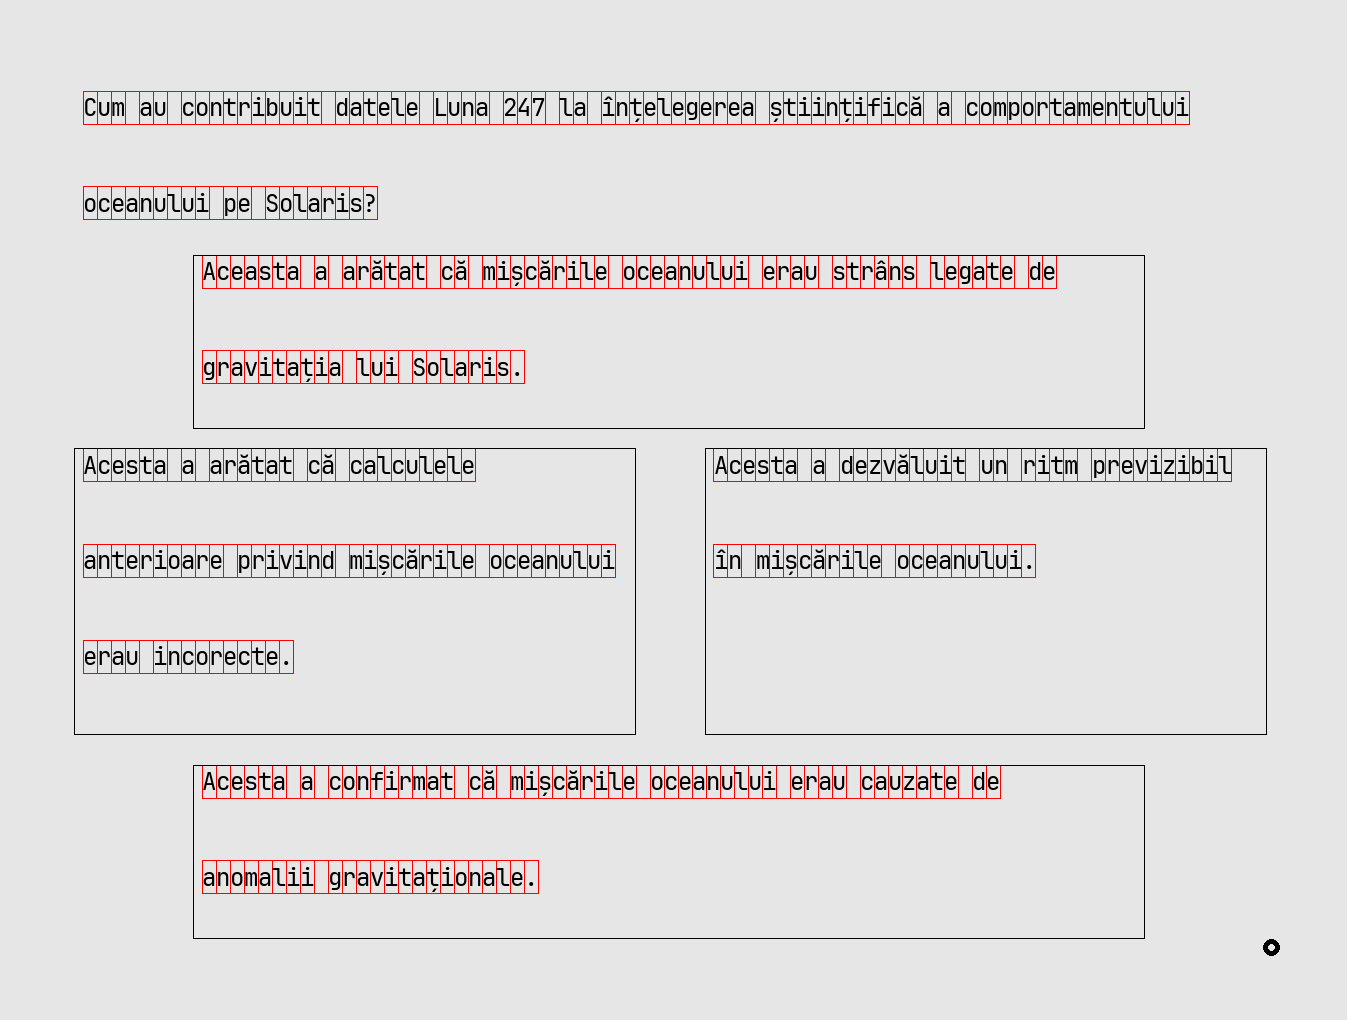 Cum au contribuit datele Luna 247 la înțelegerea științifică a comportamentului
oceanului pe Solaris?
Aceasta a arătat că mișcările oceanului erau strâns legate de
gravitația lui Solaris.
Acesta a arătat că calculele
anterioare privind mișcările oceanului
erau incorecte.
Acesta a dezvăluit un ritm previzibil
în mișcările oceanului.
Acesta a confirmat că mișcările oceanului erau cauzate de
anomalii gravitaționale.